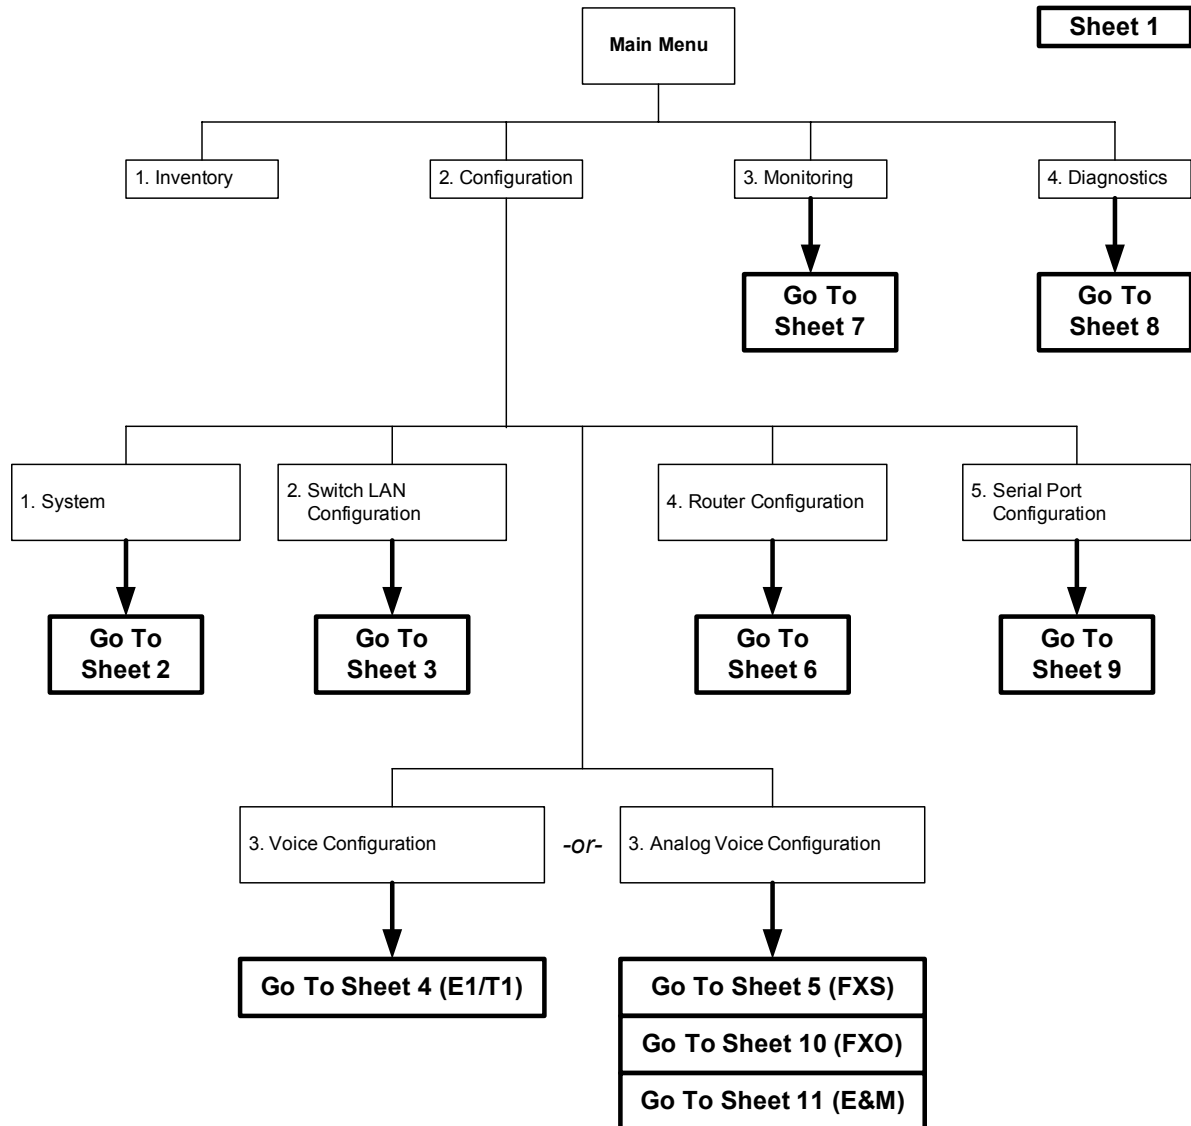 Main Menu
Sheet 1
1. Inventory
2. Configuration
3. Monitoring
4. Diagnostics
Go To
Sheet 7
Go To
Sheet 8
1. System
2. Switch LAN
Configuration
4. Router Configuration
5. Serial Port
Configuration
Go To
Sheet 2
Go To
Sheet 3
Go To
Sheet 6
Go To
Sheet 9
3. Voice Configuration
-or-
3. Analog Voice Configuration
Go To Sheet 4 (E1/T1)
Go To Sheet 5 (FXS)
Go To Sheet 10 (FXO)
Go To Sheet 11 (E&M)